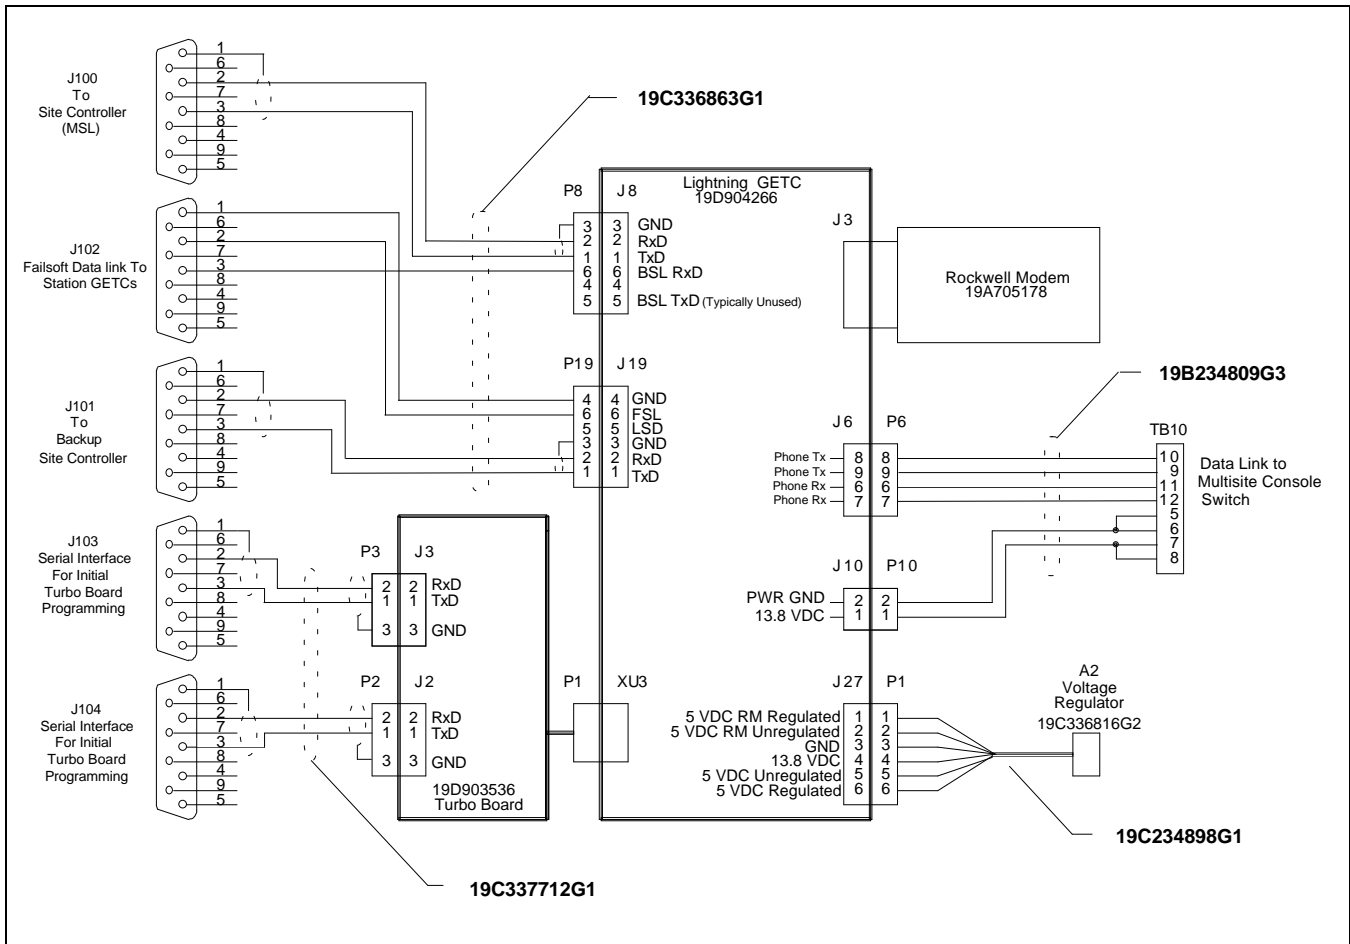 J100
To
Site Controller
(MSL)
1
6
2
7
3
8
4
9
5
J102
Failsoft Data link To
Station GETCs
1
6
2
7
3
8
4
9
5
J101
To
Backup
Site Controller
1
6
2
7
3
8
4
9
5
J103
Serial Interface
For Initial
Turbo Board
Programming
1
6
2
7
3
8
4
9
5
J104
Serial Interface
For Initial
Turbo Board
Programming
1
6
2
7
3
8
4
9
5
19C336863G1
Lightning GETC
19D904266
P8 J8
3 3 GND
2 2 RxD
1 1 TxD
6 6 BSL RxD
4 4
5 5 BSL TxD (Typically Unused)
P19 J19
4 4 GND
6 6 FSL
5 5 LSD
3 3 GND
2 2 RxD
1 1 TxD
P3 J3
2 2 RxD
1 1 TxD
3 3 GND
P2 J2
2 2 RxD
1 1 TxD
3 3 GND
19D903536
Turbo Board
P1 XU3
19C337712G1
J3
Rockwell Modem
19A705178
19B234809G3
J6 P6
Phone Tx 8 8
Phone Tx 9 9
Phone Rx 6 6
Phone Rx 7 7
TB10
10
9
11
12
5
6
7
8
Data Link to
Multisite Console
Switch
J10 P10
PWR GND 2 2
13.8 VDC 1 1
J27 P1
5 VDC RM Regulated 1 1
5 VDC RM Unregulated 2 2
GND 3 3
13.8 VDC 4 4
5 VDC Unregulated 5 5
5 VDC Regulated 6 6
A2
Voltage
Regulator
19C336816G2
19C234898G1